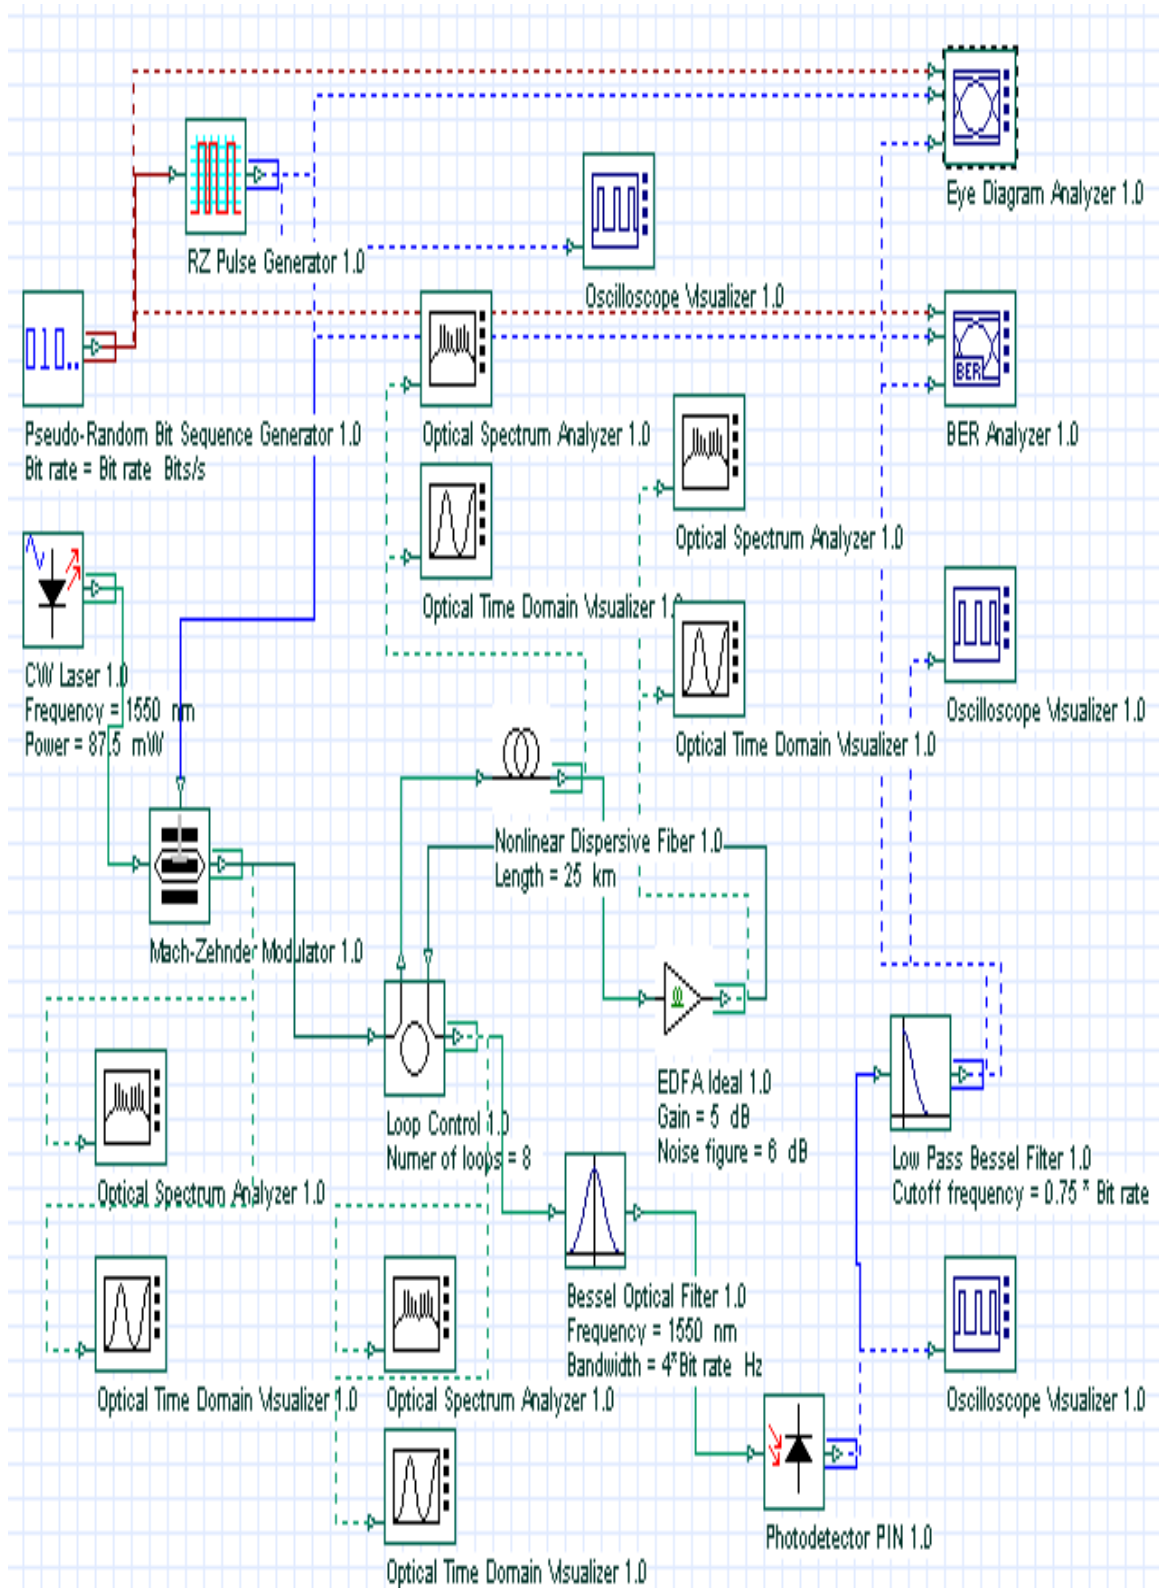 Eye Diagram Analyzer 1.0
RZ Pulse Generator 1.0
Oscilloscope Visualizer 1.0
010..
Pseudo-Random Bit Sequence Generator 1.0
Bit rate = Bit rate Bits/s
Optical Spectrum Analyzer 1.0
BER
BER Analyzer 1.0
Optical Spectrum Analyzer 1.0
Optical Time Domain Visualizer 1.0
CW Laser 1.0
Frequency = 1550 nm
Power = 87.5 mW
Optical Time Domain Visualizer 1.0
Oscilloscope Visualizer 1.0
Nonlinear Dispersive Fiber 1.0
Length = 25 km
Mach-Zehnder Modulator 1.0
EDFA Ideal 1.0
Gain = 5 dB
Noise figure = 6 dB
Loop Control 1.0
Numer of loops = 8
Low Pass Bessel Filter 1.0
Cutoff frequency = 0.75 * Bit rate
Optical Spectrum Analyzer 1.0
Bessel Optical Filter 1.0
Frequency = 1550 nm
Bandwidth = 4*Bit rate Hz
Optical Time Domain Visualizer 1.0
Optical Spectrum Analyzer 1.0
Oscilloscope Visualizer 1.0
Photodetector PIN 1.0
Optical Time Domain Visualizer 1.0